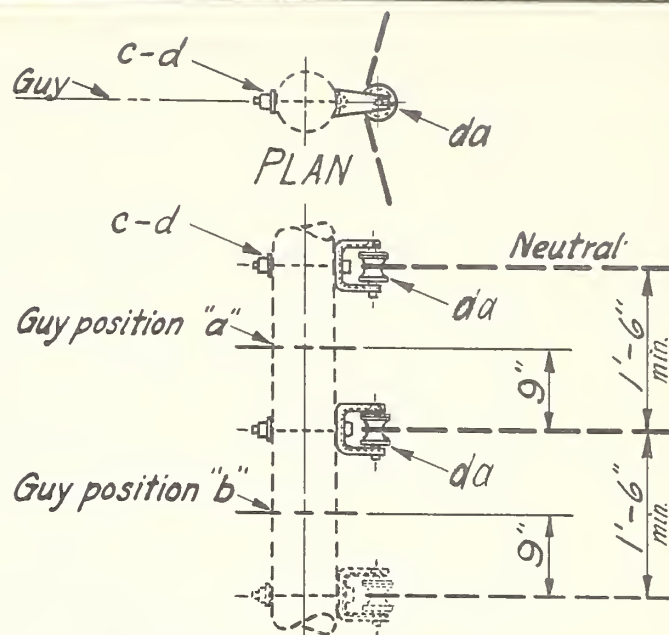 c-d
Guy
da
PLAN
c-d
Neutral
da
Guy position "a"
9"
1'-6"
min.
da
Guy position "b"
9"
1'-6"
min.